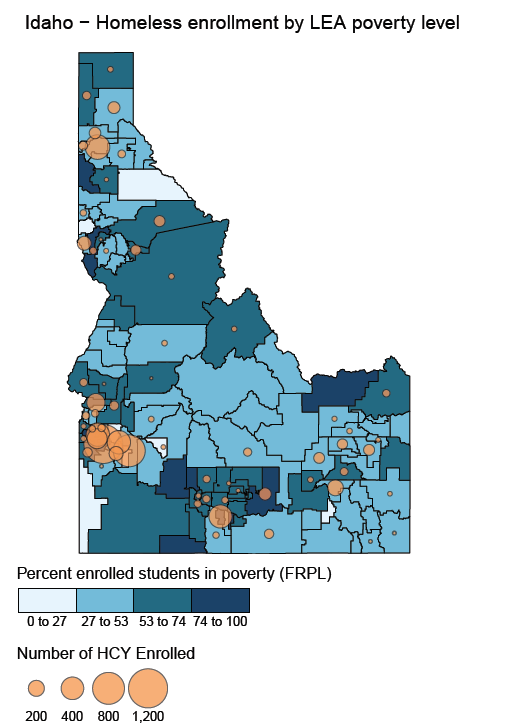 Idaho − Homeless enrollment by LEA poverty level
Percent enrolled students in poverty (FRPL)
0 to 27 27 to 53 53 to 74 74 to 100
Number of HCY Enrolled
200 400 800 1,200